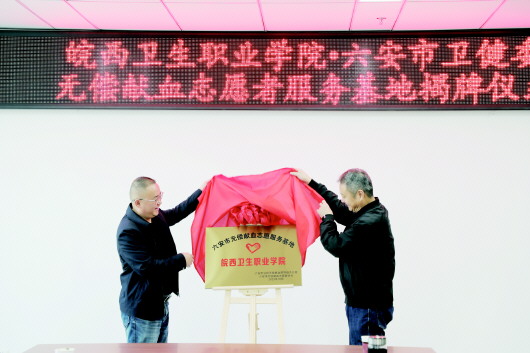 皖西卫生职业学院·六安市卫健委
无偿献血志愿者服务基地揭牌仪式
六安市无偿献血志愿服务基地
皖西卫生职业学院